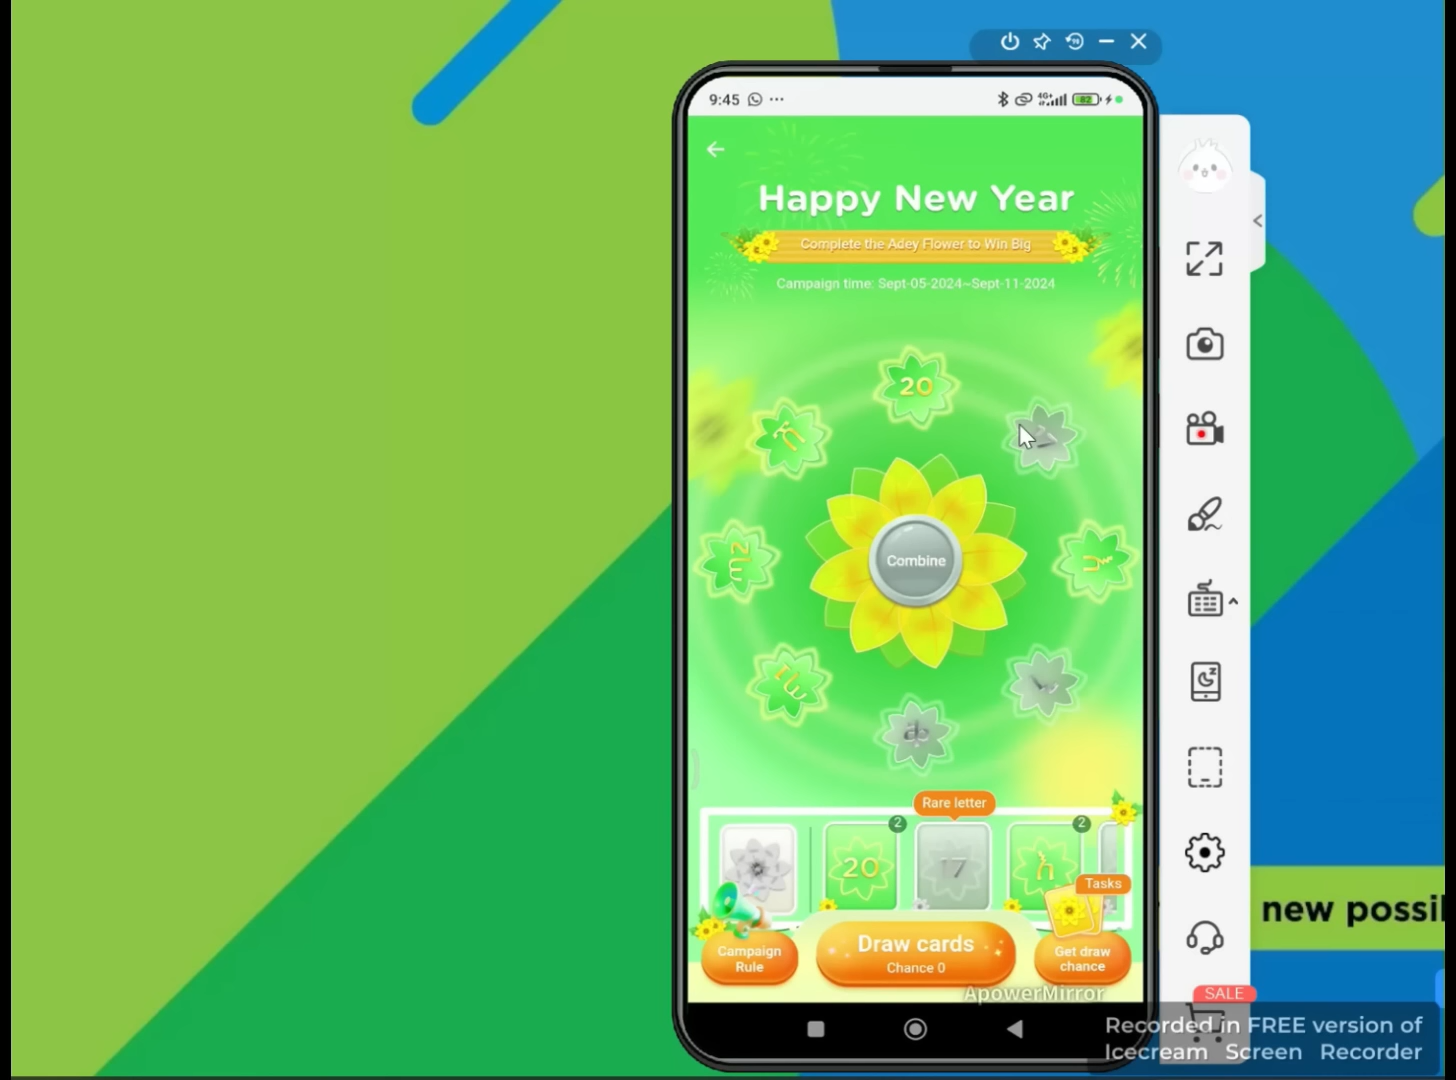 9:45
4G+
82
Happy New Year
Complete the Adey Flower to Win Big
Campaign time: Sept-05-2024~Sept-11-2024
20
Combine
Rare letter
2
2
20
17
Tasks
Campaign
Rule
Draw cards
Chance 0
Get draw
chance
ApowerMirror
new possi
SALE
Recorded in FREE version of
Icecream Screen Recorder